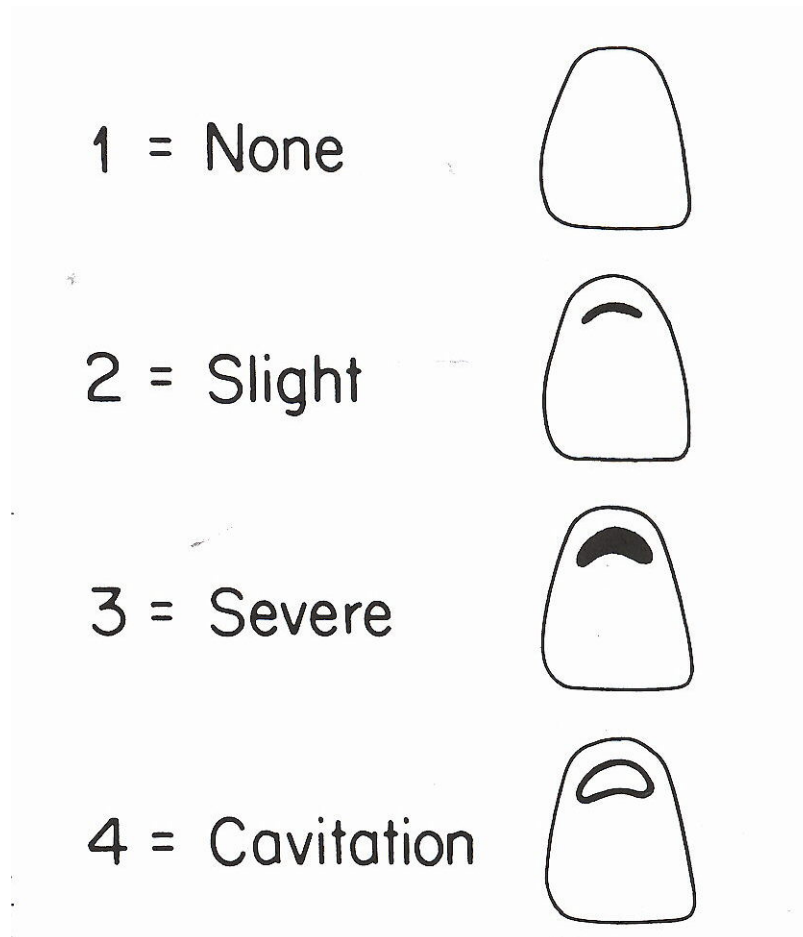 1 = None
2 = Slight
3 = Severe
4 = Cavitation